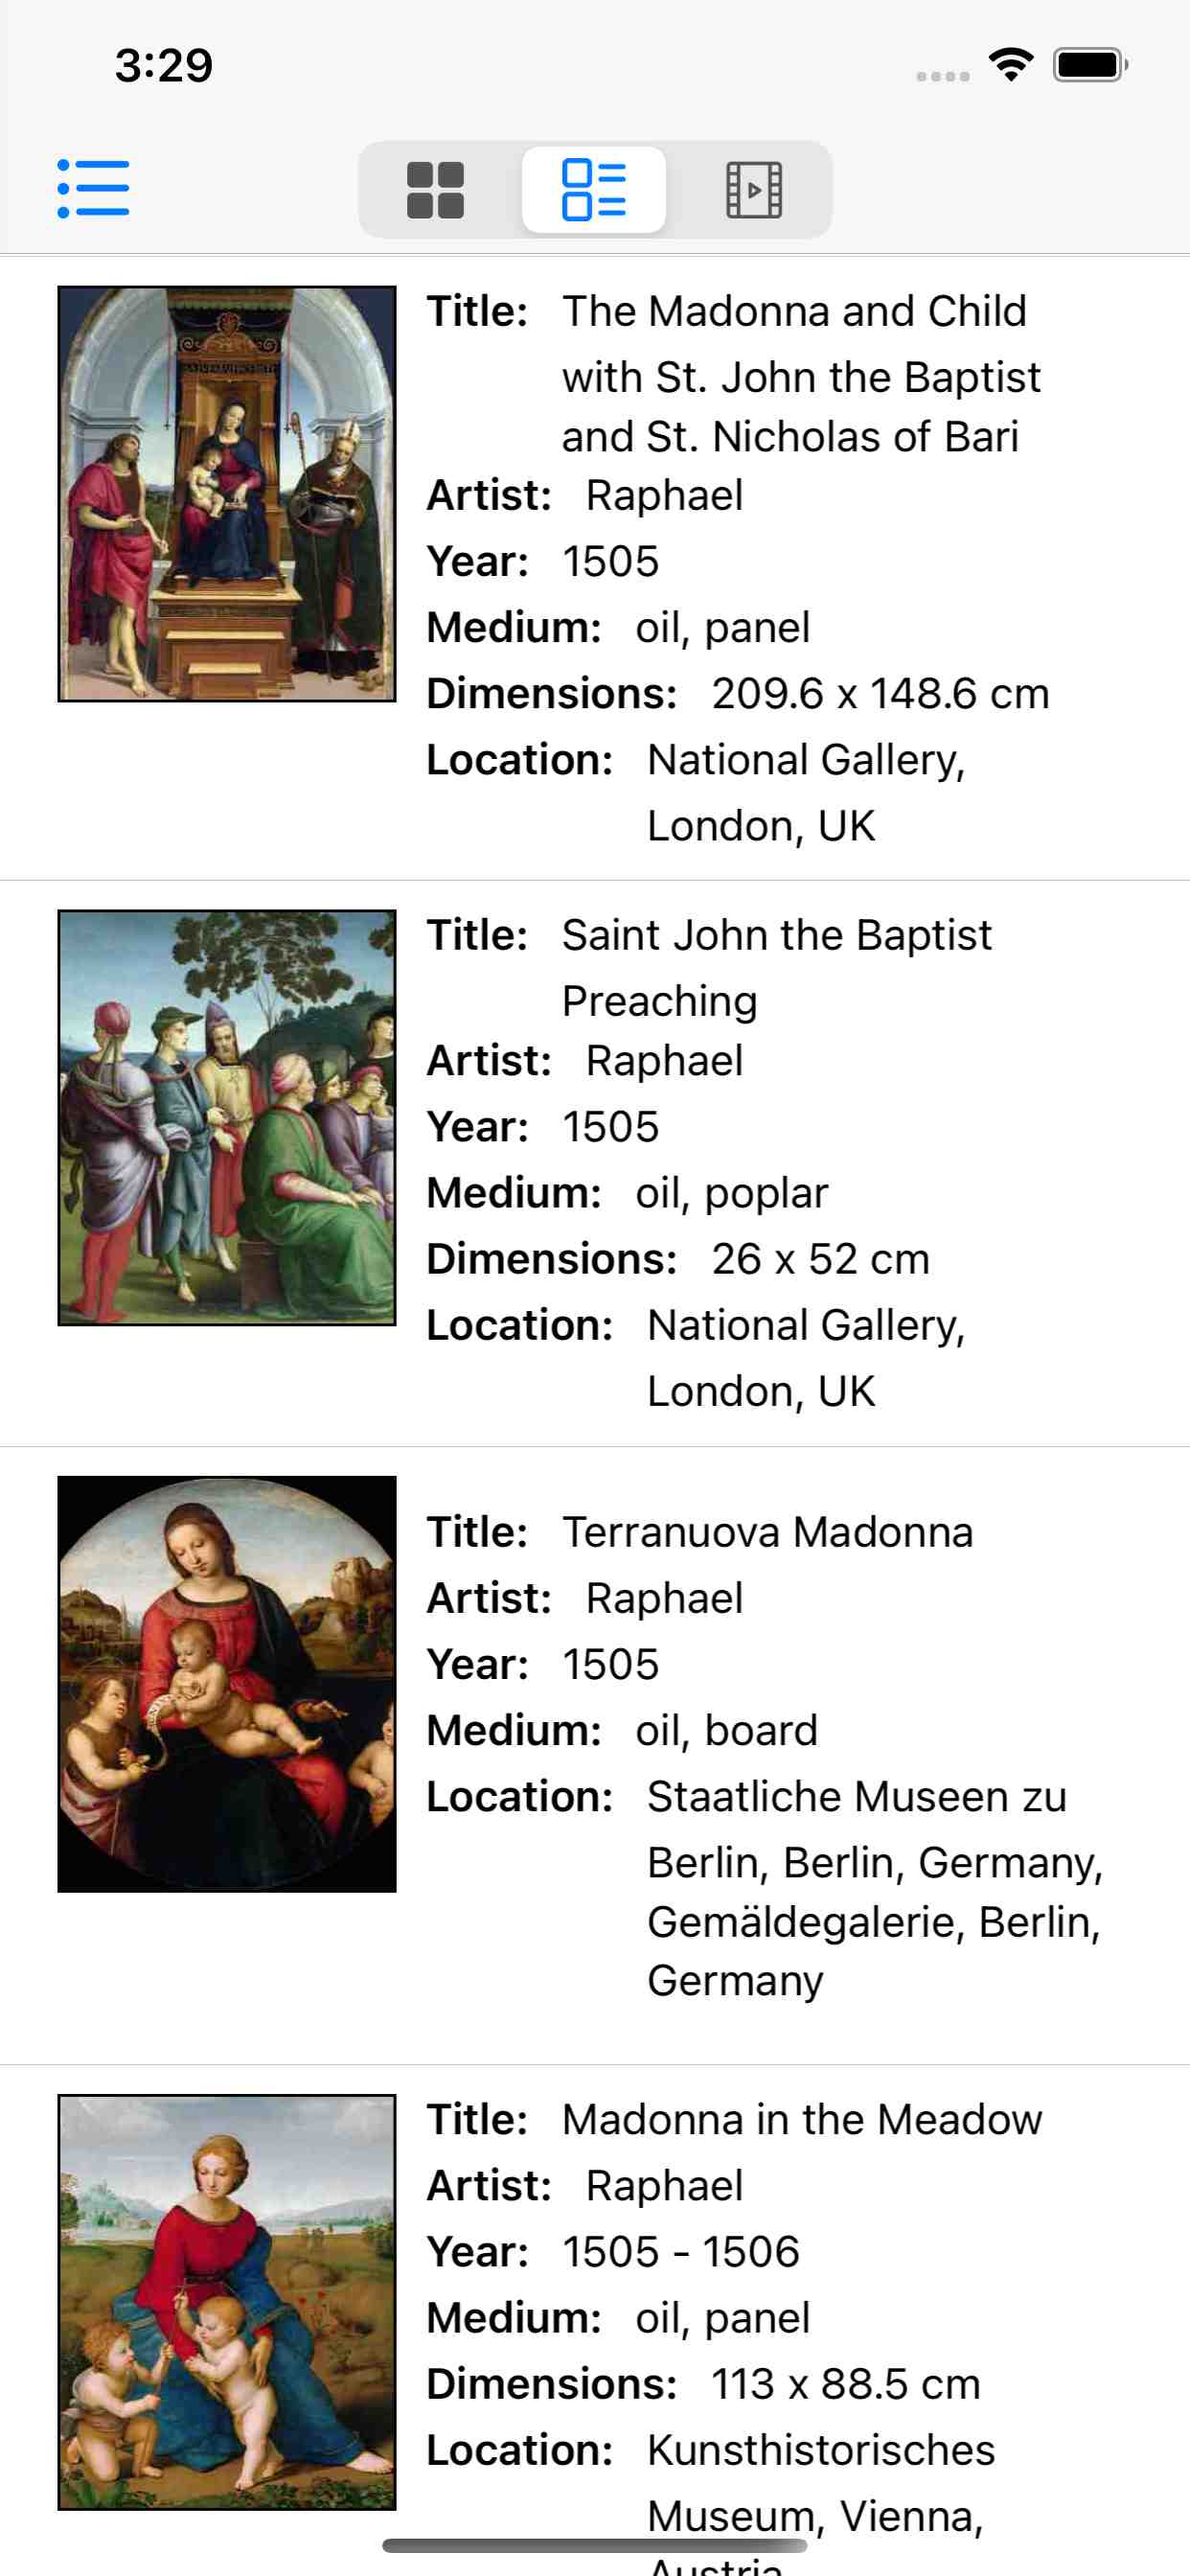 3:29
Title: The Madonna and Child
with St. John the Baptist
and St. Nicholas of Bari
Artist: Raphael
Year: 1505
Medium: oil, panel
Dimensions: 209.6 x 148.6 cm
Location: National Gallery,
London, UK
Title: Saint John the Baptist
Preaching
Artist: Raphael
Year: 1505
Medium: oil, poplar
Dimensions: 26 x 52 cm
Location: National Gallery,
London, UK
Title: Terranuova Madonna
Artist: Raphael
Year: 1505
Medium: oil, board
Location: Staatliche Museen zu
Berlin, Berlin, Germany,
Gemäldegalerie, Berlin,
Germany
Title: Madonna in the Meadow
Artist: Raphael
Year: 1505 - 1506
Medium: oil, panel
Dimensions: 113 x 88.5 cm
Location: Kunsthistorisches
Museum, Vienna,
Austria